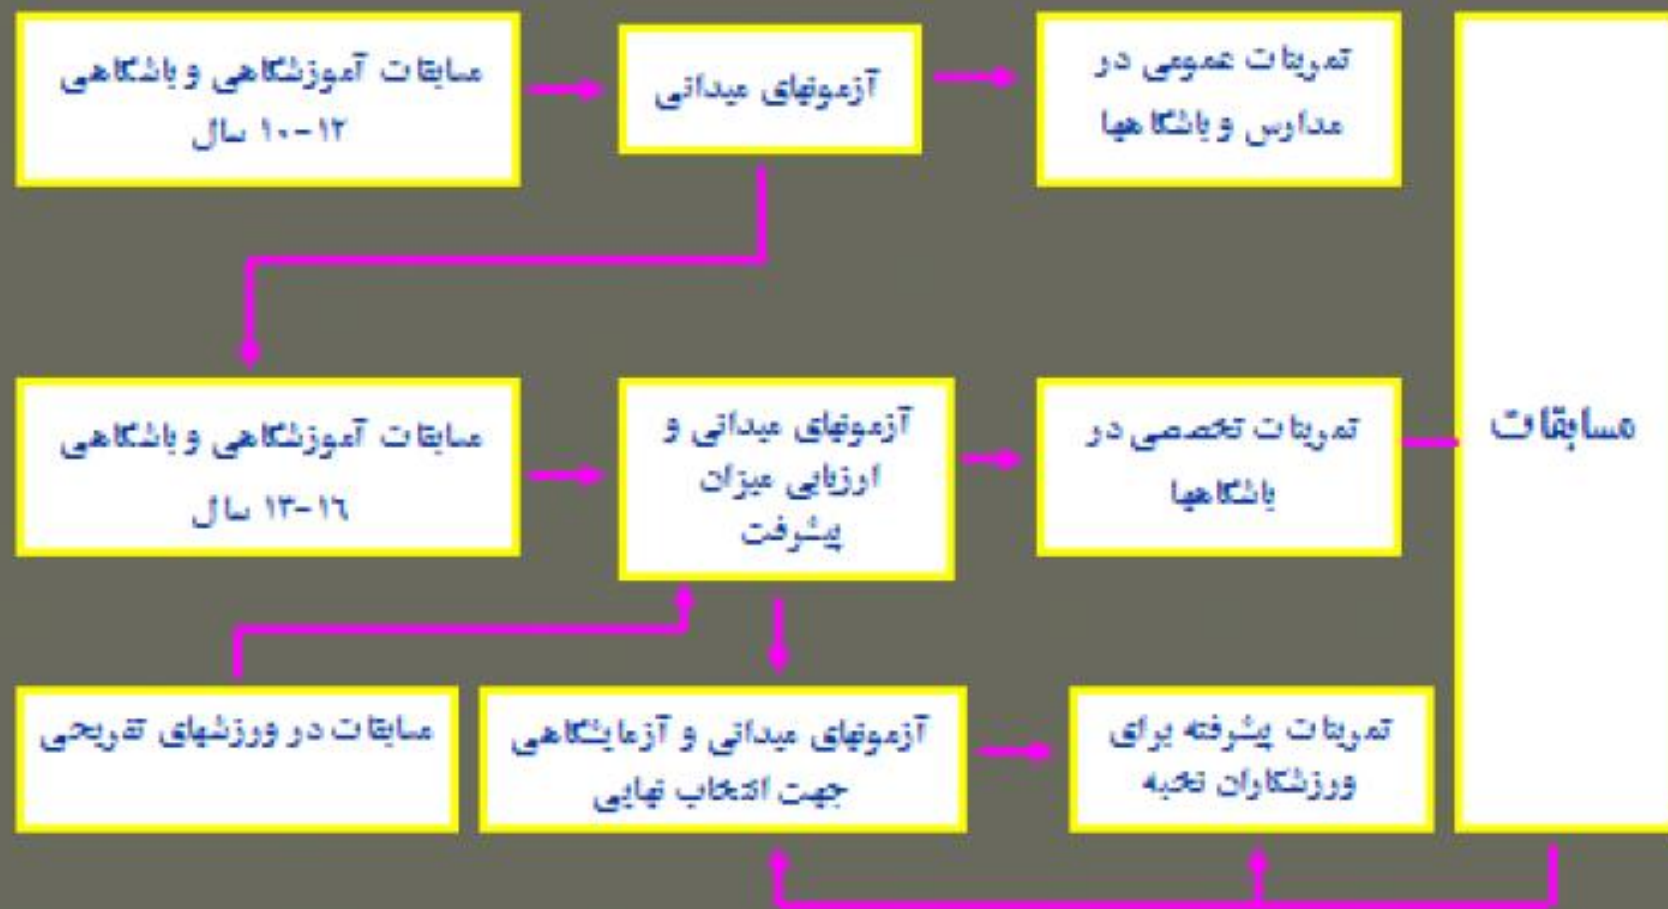 مسابقات آموزشگاهی و باشگاهی
۱۰-۱۲ سال
آزمونهای میدانی
تمرینات عمومی در
مدارس و باشگاهها
مسابقات آموزشگاهی و باشگاهی
۱۳-۱۶ سال
آزمونهای میدانی و
ارزیابی میزان
پیشرفت
تمرینات تخصصی در
باشگاهها
مسابقات
مسابقات در ورزشهای تفریحی
آزمونهای میدانی و آزمایشگاهی
جهت انتخاب نهایی
تمرینات پیشرفته برای
ورزشکاران نخبه